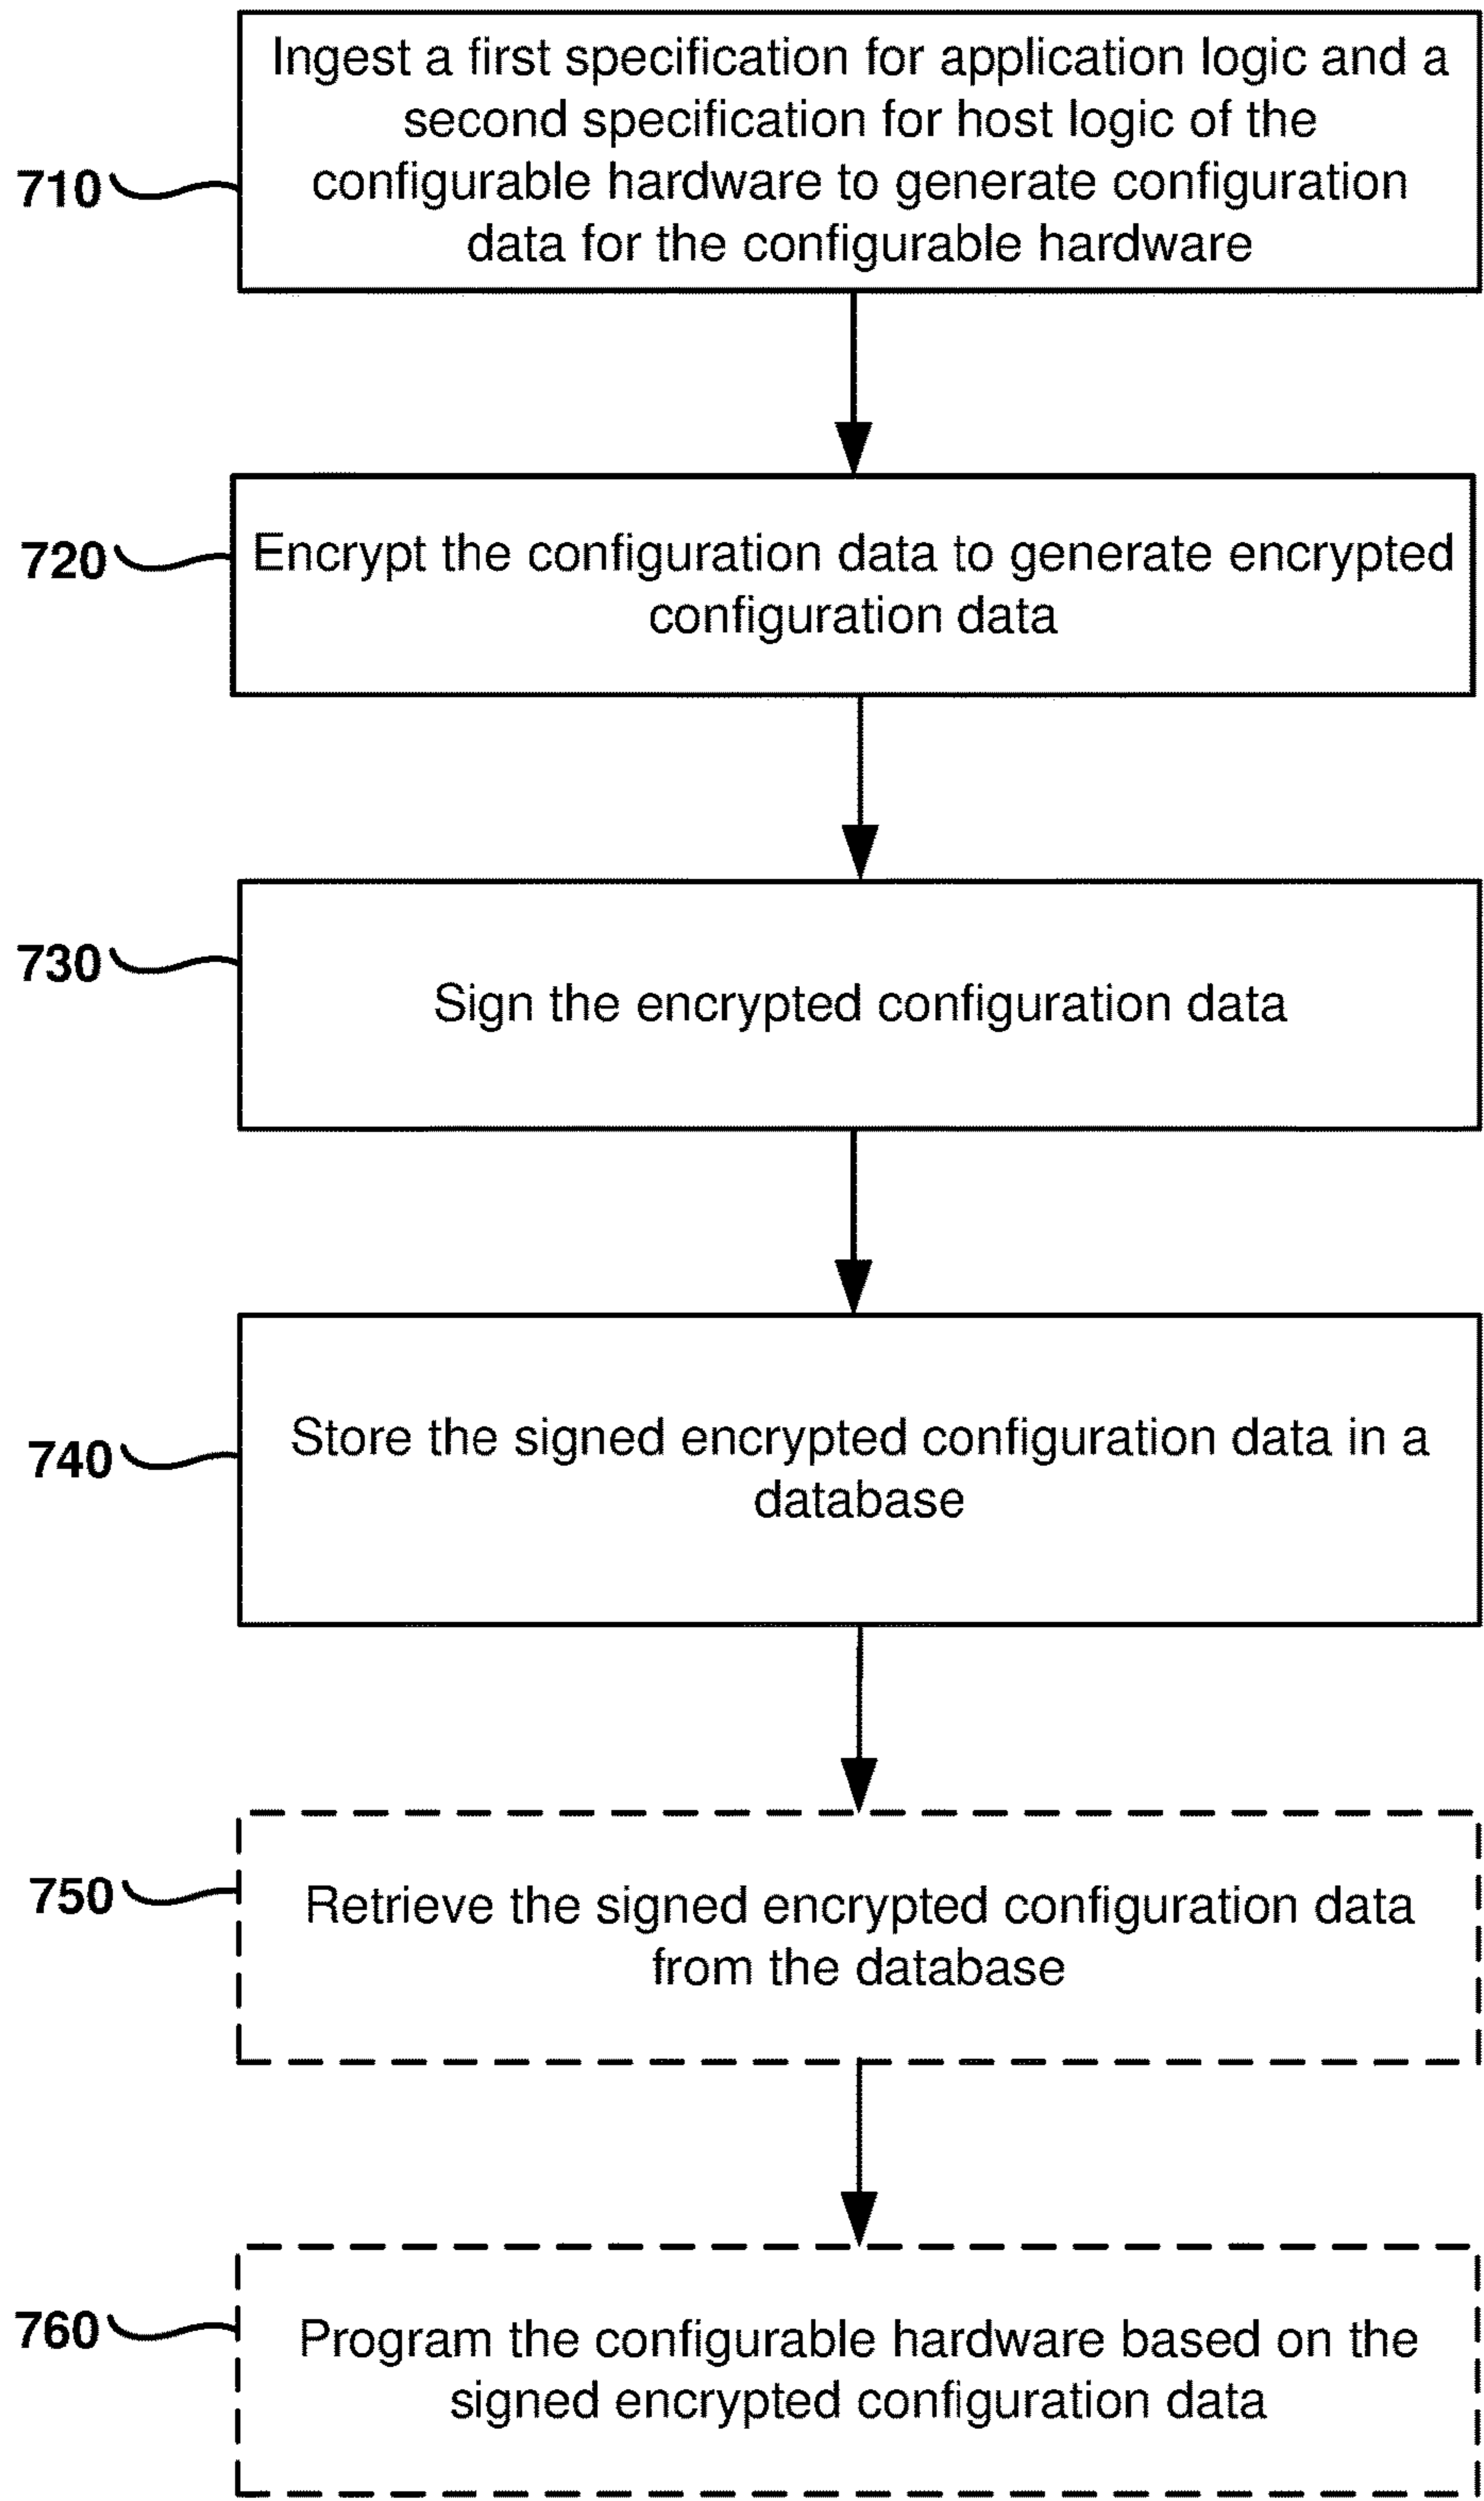 Ingest a first specification for application logic and a
second specification for host logic of the
configurable hardware to generate configuration
data for the configurable hardware
710
Encrypt the configuration data to generate encrypted
configuration data
720
Sign the encrypted configuration data
730
Store the signed encrypted configuration data in a
database
740
Retrieve the signed encrypted configuration data
from the database
750
Program the configurable hardware based on the
signed encrypted configuration data
760